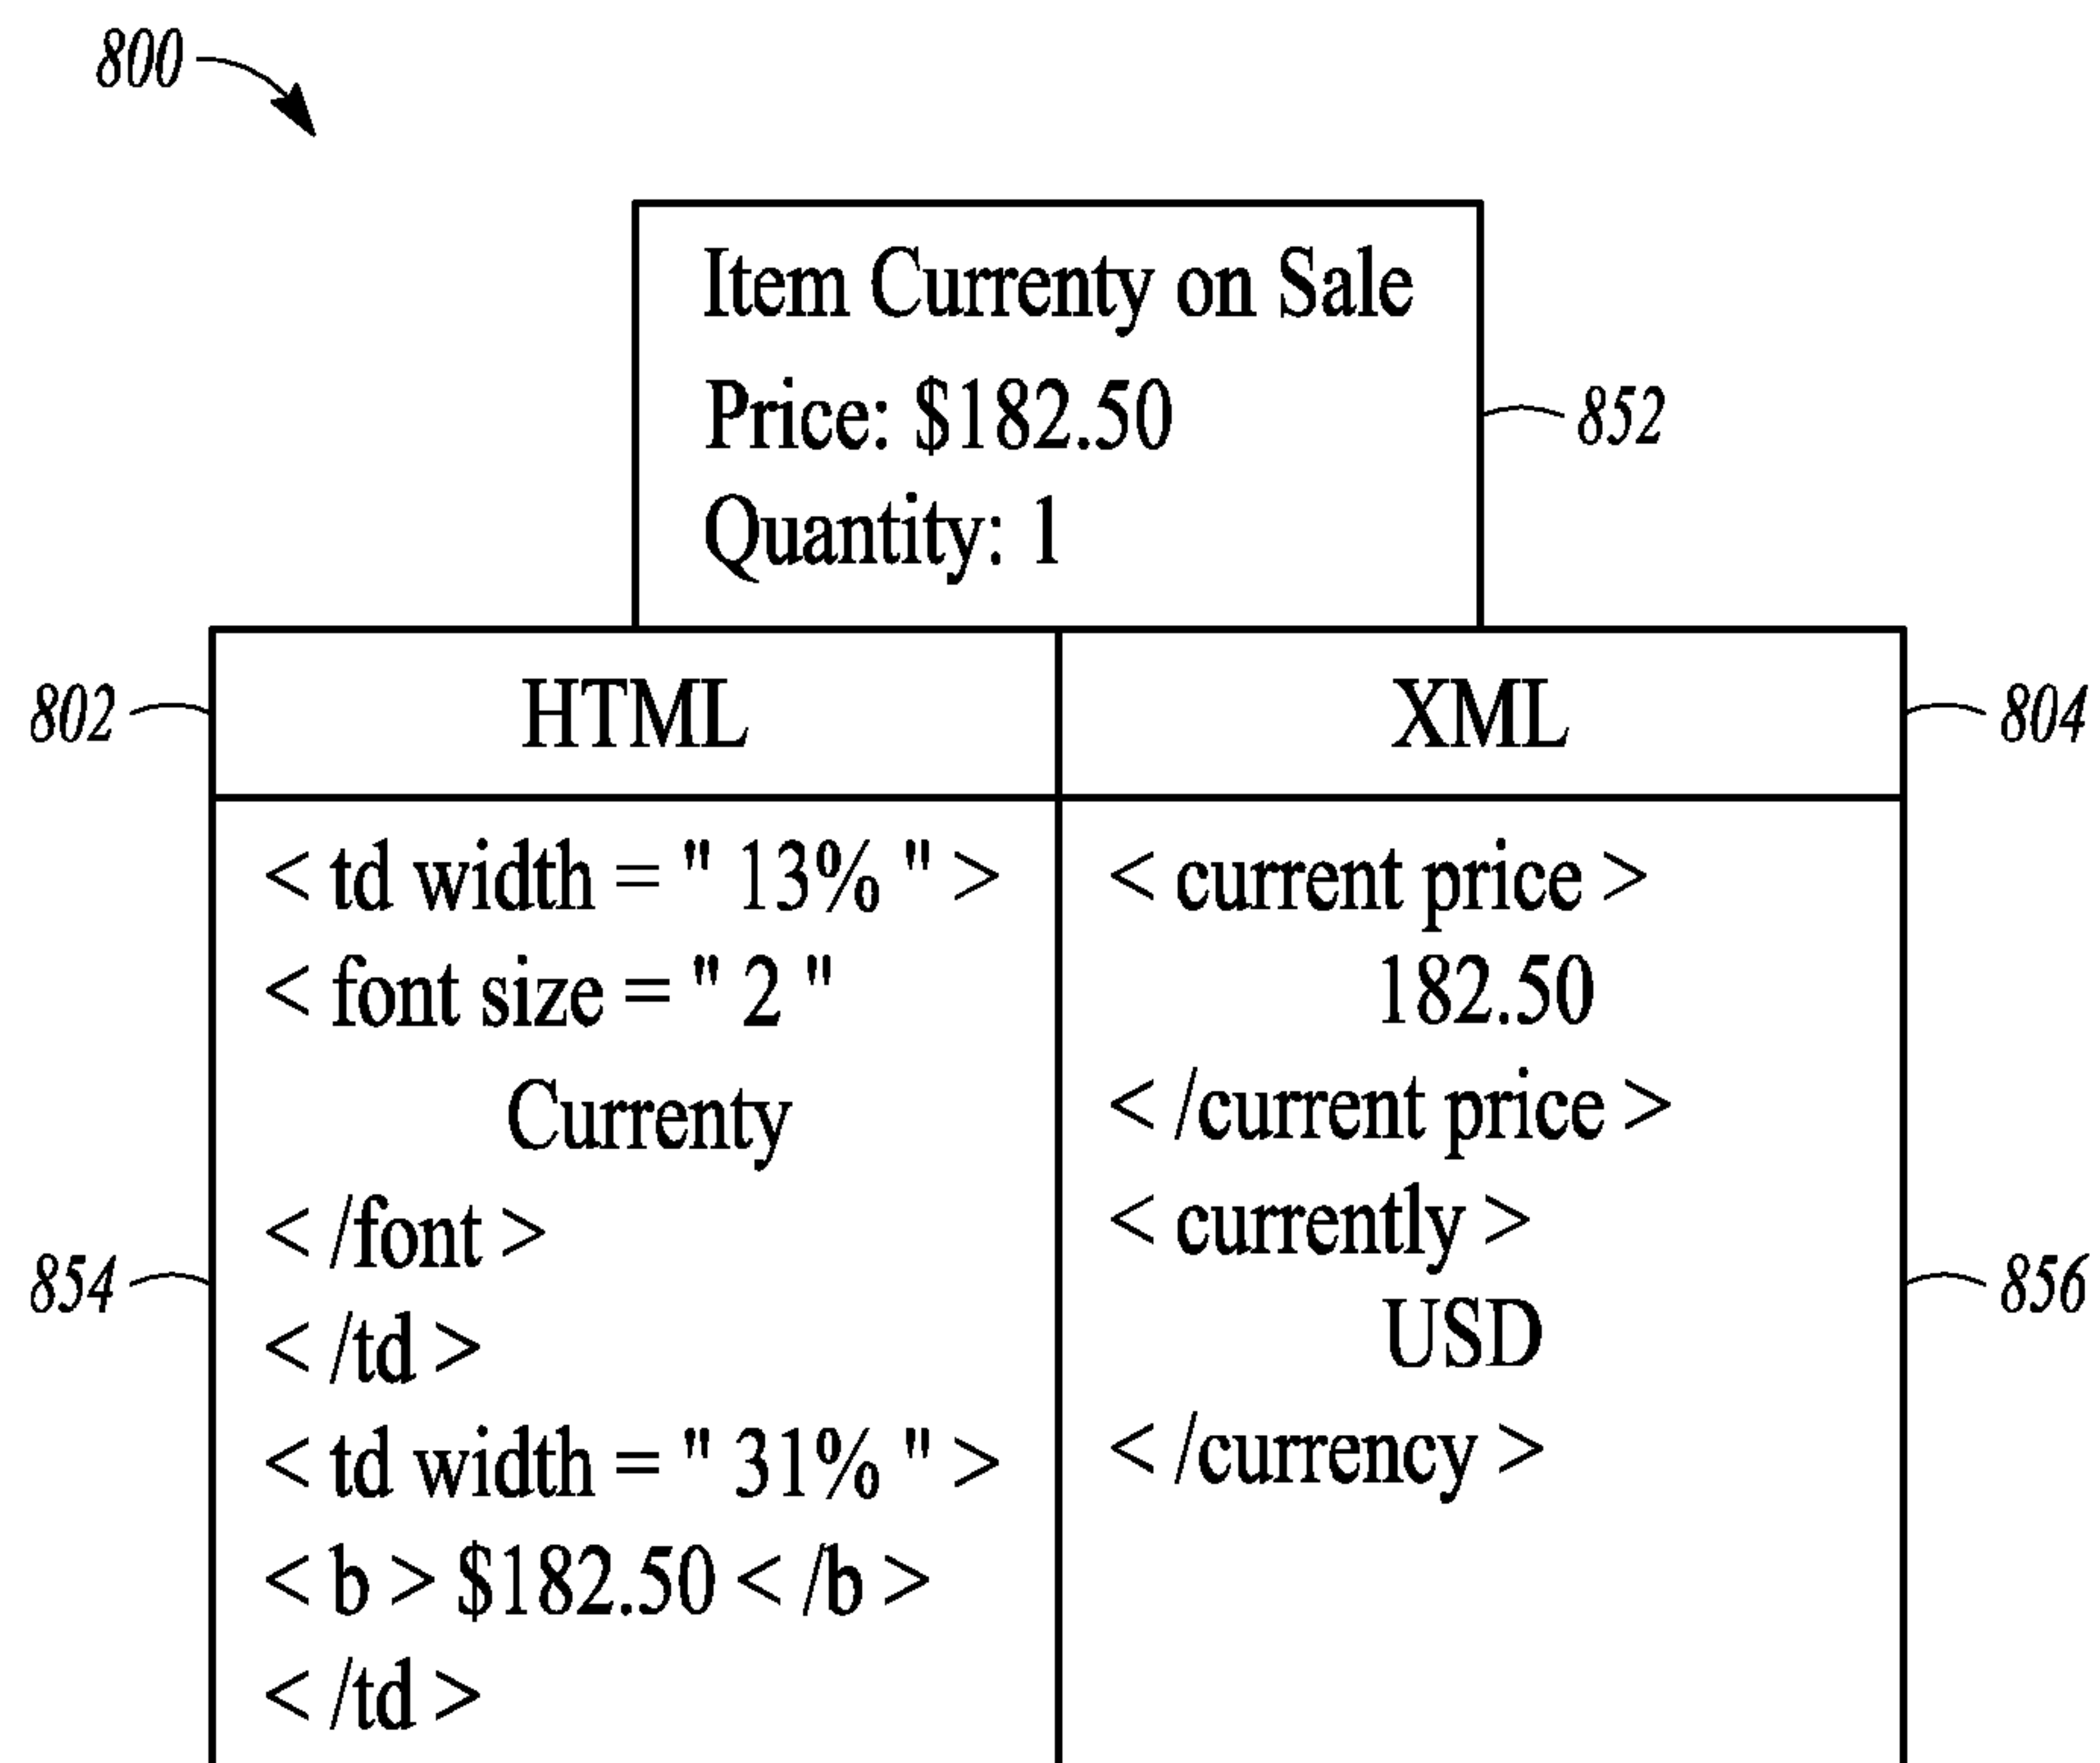 800
Item Currenty on Sale
Price: $182.50
852
Quantity: 1
802
HTML
XML
804
< td width = " 13% " >
< font size = " 2 "
Currenty
< /font >
854
< /td >
< td width = " 31% " >
< b > $182.50 < /b >
< /td >
< current price >
182.50
< /current price >
< currently >
856
USD
< /currency >